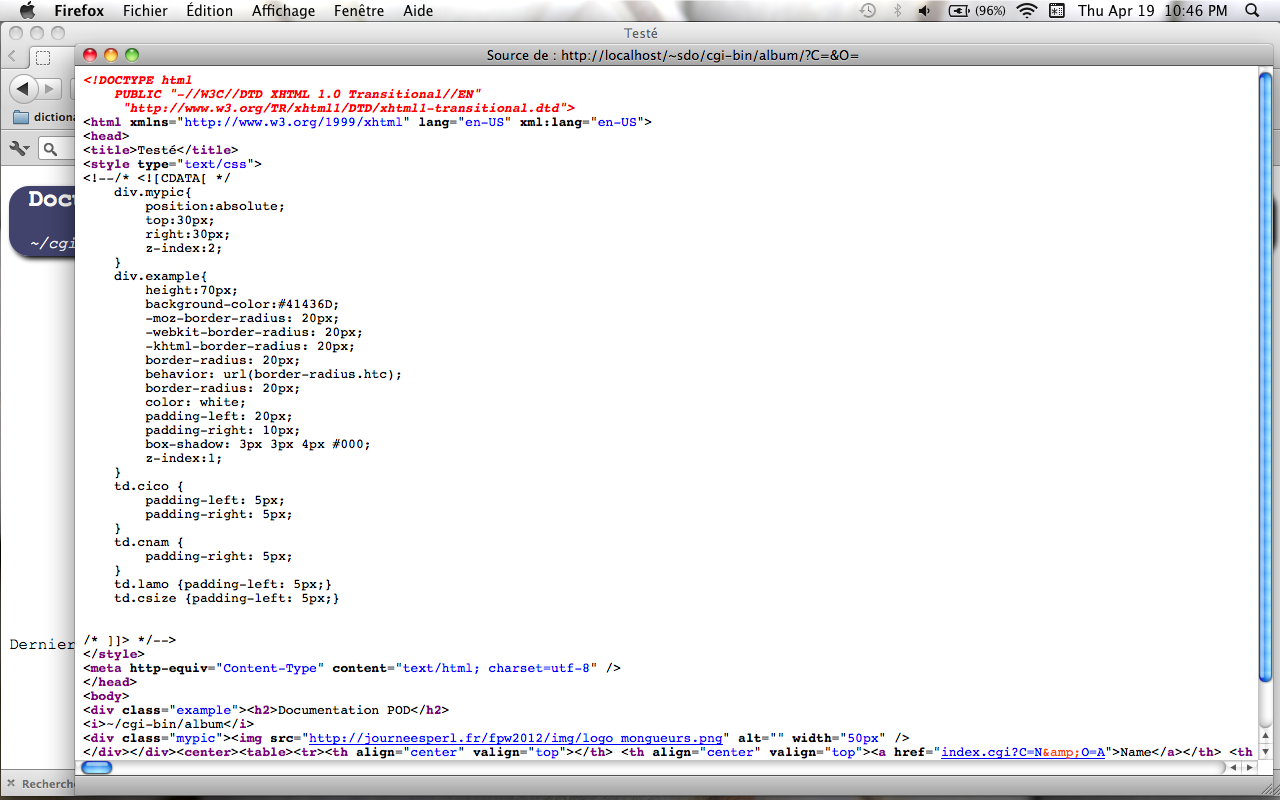 Firefox Fichier Édition Affichage Fenêtre Aide (96%) Thu Apr 19 10:46 PM
Testé
Source de : http://localhost/~sdo/cgi-bin/album/?C=&O=
<!DOCTYPE html
PUBLIC "-//W3C//DTD XHTML 1.0 Transitional//EN"
"http://www.w3.org/TR/xhtml1/DTD/xhtml1-transitional.dtd">
<html xmlns="http://www.w3.org/1999/xhtml" lang="en-US" xml:lang="en-US">
<head>
<title>Testé</title>
<style type="text/css">
<!--/* <![CDATA[ */
div.mypic{
position:absolute;
top:30px;
right:30px;
z-index:2;
}
div.example{
height:70px;
background-color:#41436D;
-moz-border-radius: 20px;
-webkit-border-radius: 20px;
-khtml-border-radius: 20px;
border-radius: 20px;
behavior: url(border-radius.htc);
border-radius: 20px;
color: white;
padding-left: 20px;
padding-right: 10px;
box-shadow: 3px 3px 4px #000;
z-index:1;
}
td.cico {
padding-left: 5px;
padding-right: 5px;
}
td.cnam {
padding-right: 5px;
}
td.lamo {padding-left: 5px;}
td.csize {padding-left: 5px;}
/* ]]> */-->
</style>
<meta http-equiv="Content-Type" content="text/html; charset=utf-8" />
</head>
<body>
<div class="example"><h2>Documentation POD</h2>
<i>~/cgi-bin/album</i>
<div class="mypic"><img src="http://journeesperl.fr/fpw2012/img/logo_mongueurs.png" alt="" width="50px" />
</div></div><center><table><tr><th align="center" valign="top"></th> <th align="center" valign="top"><a href="index.cgi?C=N&amp;O=A">Name</a></th> <th
dictiona
Docu
~/cgi
Dernier
Recherch